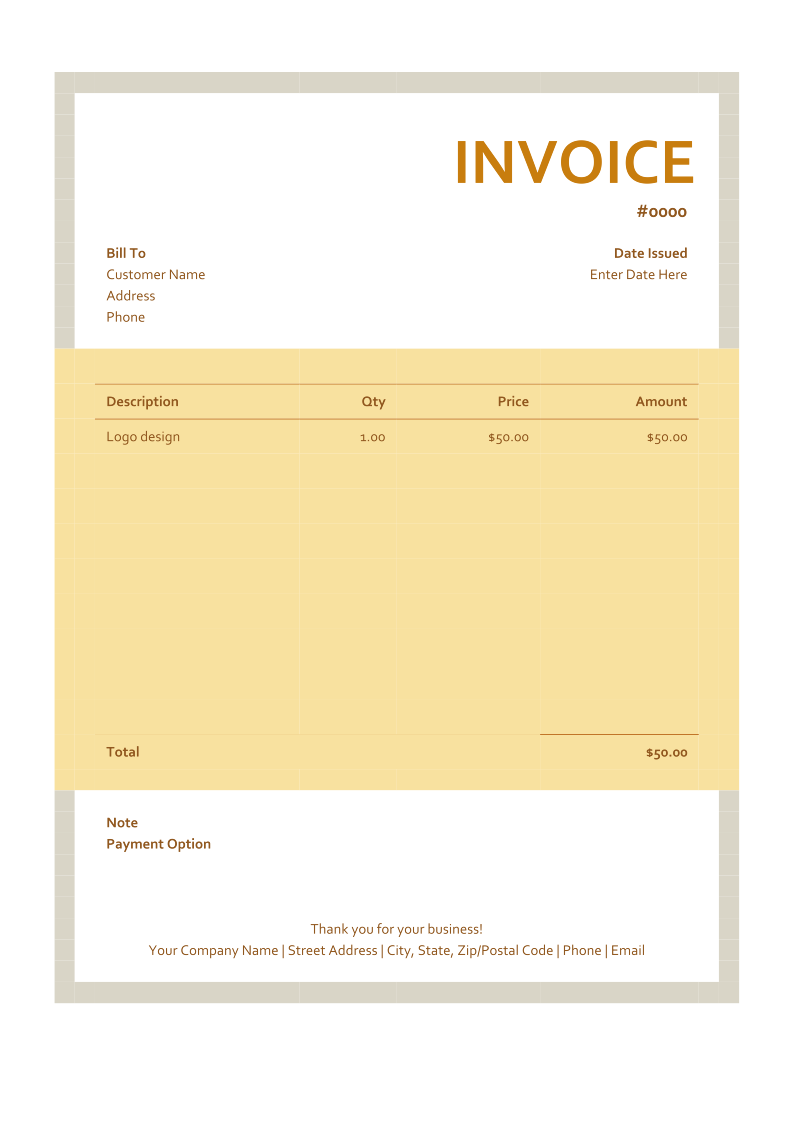 INVOICE
#0000
Bill To
Date Issued
Customer Name
Enter Date Here
Address
Phone
Description Qty Price Amount
Logo design 1.00 $50.00 $50.00
Total $50.00
Note
Payment Option
Thank you for your business!
Your Company Name | Street Address | City, State, Zip/Postal Code | Phone | Email